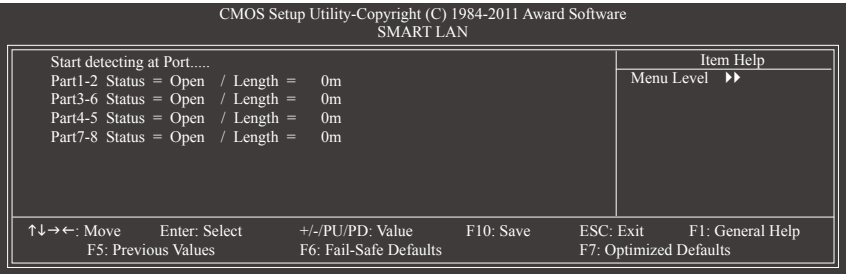 CMOS Setup Utility-Copyright (C) 1984-2011 Award Software
SMART LAN
Start detecting at Port.....
Part1-2 Status = Open / Length = 0m
Part3-6 Status = Open / Length = 0m
Part4-5 Status = Open / Length = 0m
Part7-8 Status = Open / Length = 0m
Item Help
Menu Level ▶▶
↑↓→←: Move Enter: Select +/-/PU/PD: Value F10: Save ESC: Exit F1: General Help
F5: Previous Values F6: Fail-Safe Defaults F7: Optimized Defaults